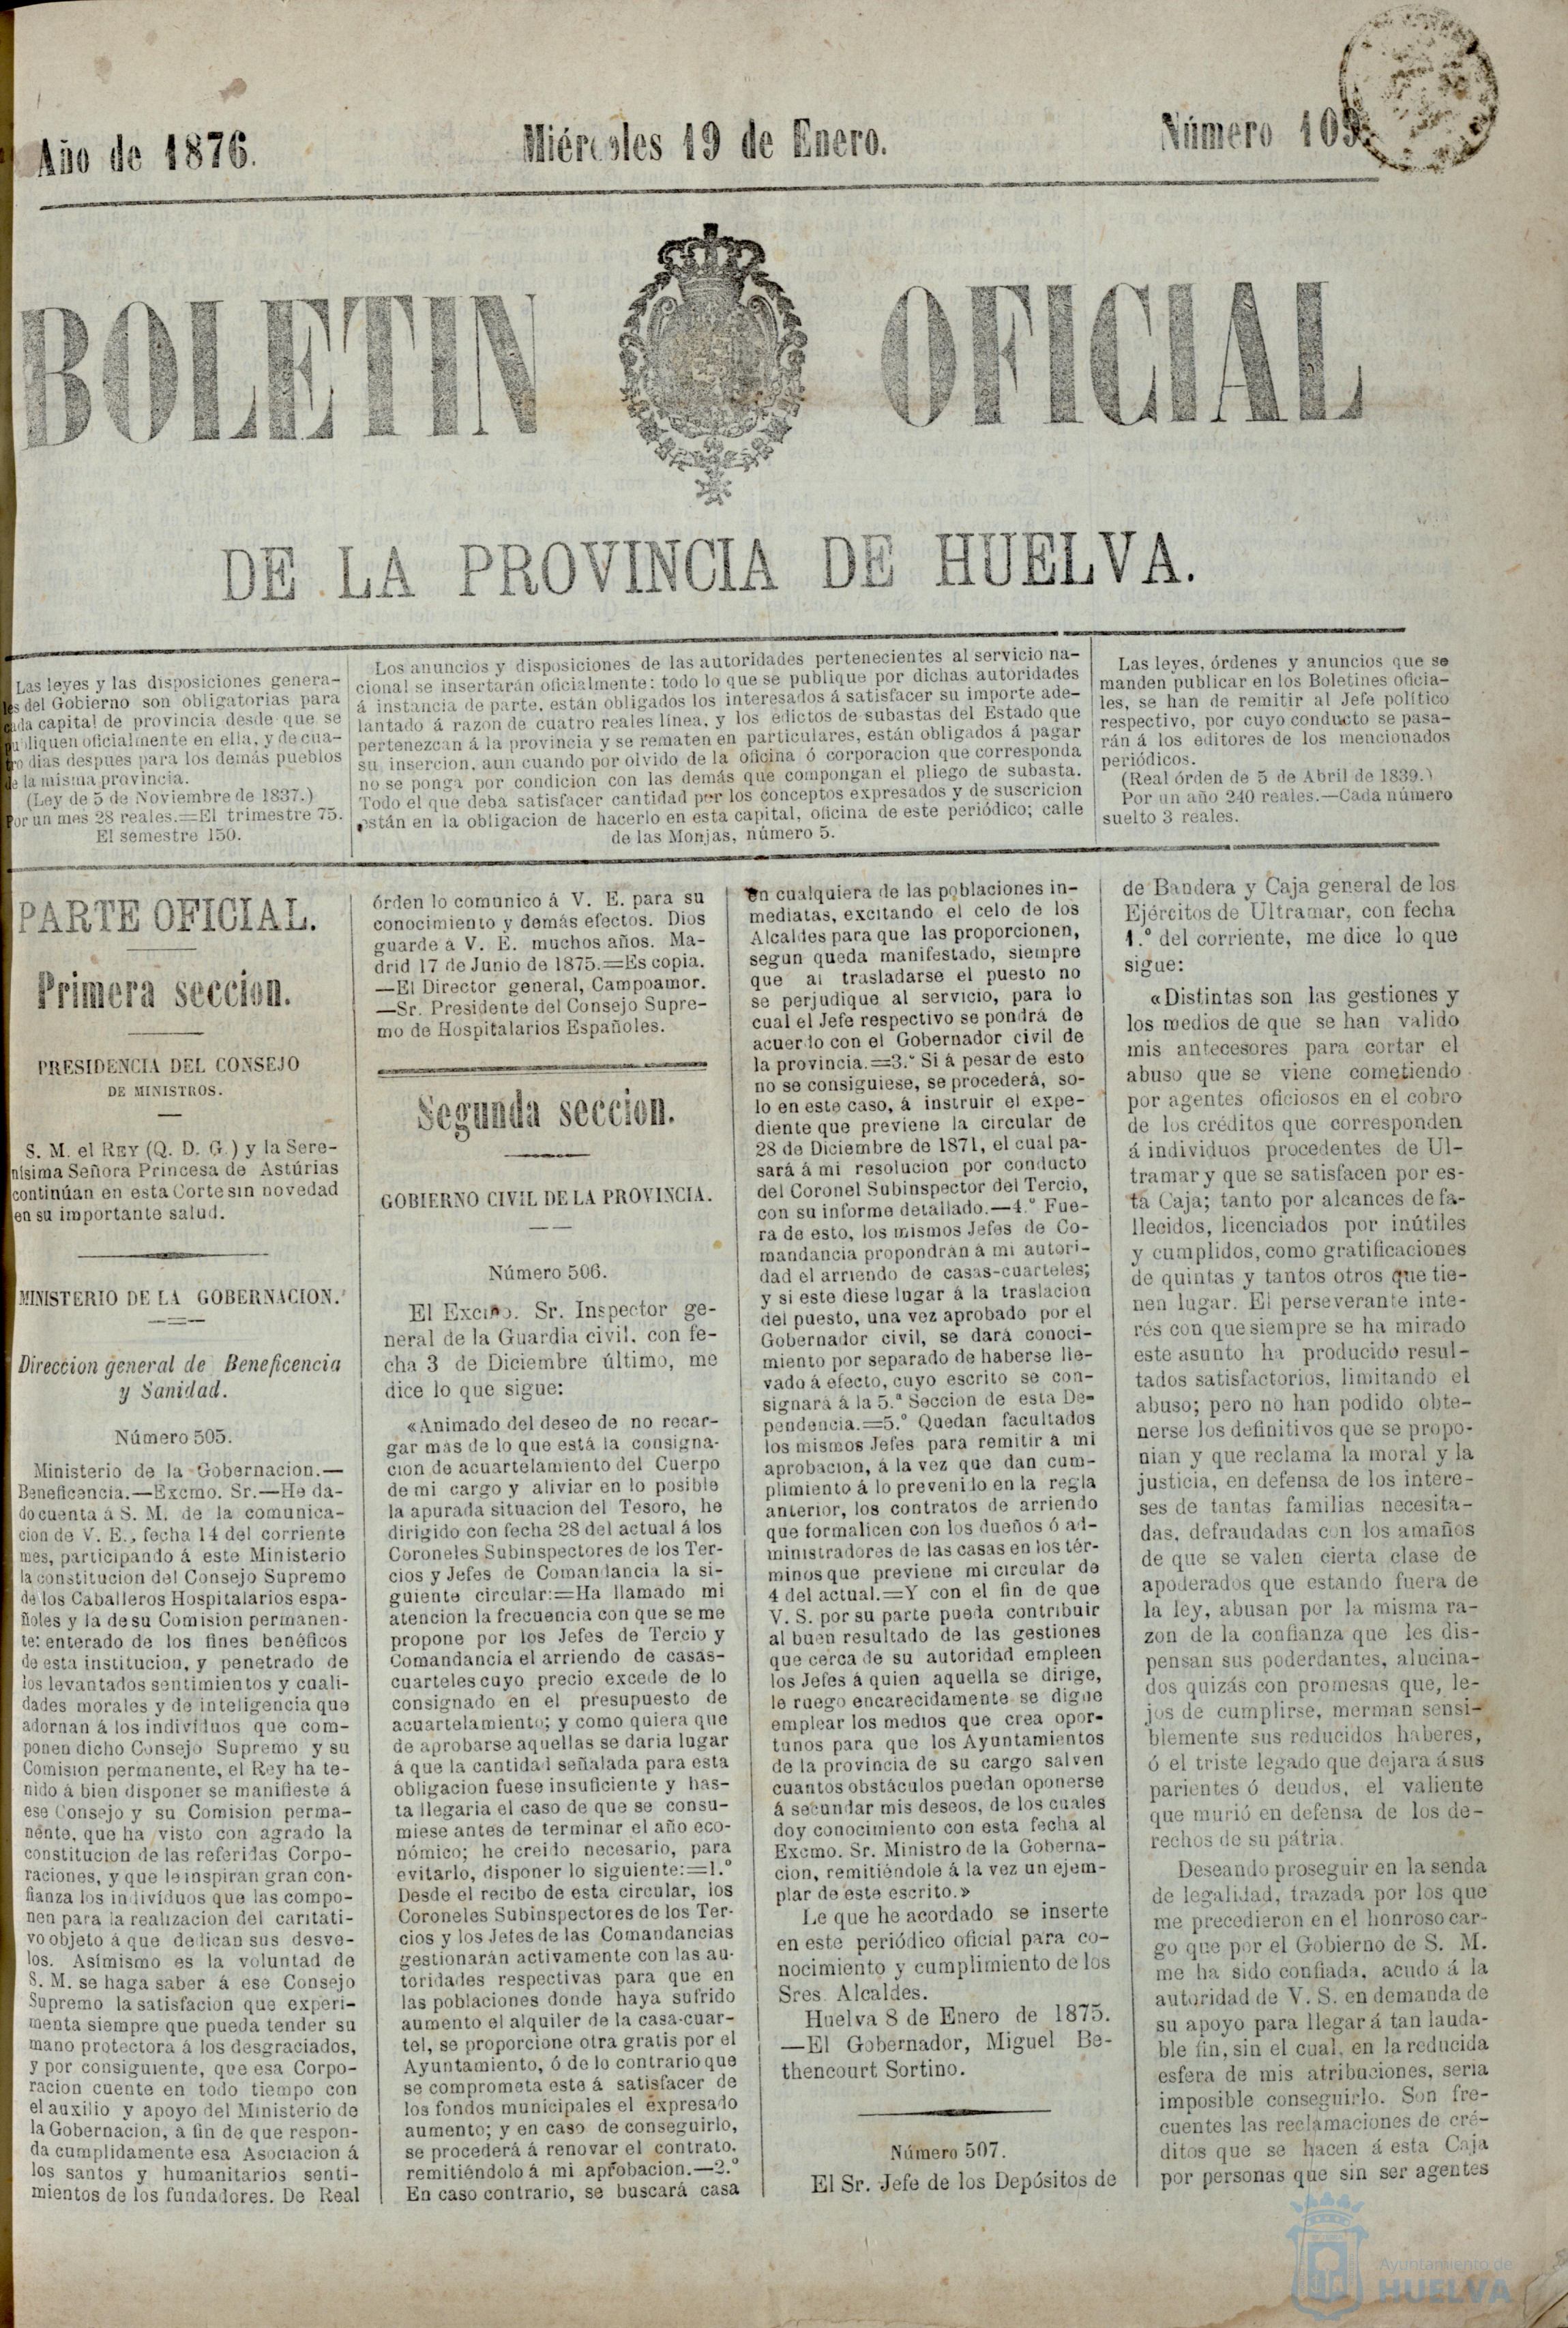 Año de 1876.
Miércoles 19 de Enero.
Número 109.
BOLETIN OFICIAL
DE LA PROVINCIA DE HUELVA.
Las leyes y las disposiciones genera-
les del Gobierno son obligatorias para
cada capital de provincia desde que se
publiquen oficialmente en ella, y de cua-
tro dias despues para los demás pueblos
de la misma provincia.
(Ley de 5 de Noviembre de 1837.)
Por un mes 28 reales.=El trimestre 75.
El semestre 150.
Los anuncios y disposiciones de las autoridades pertenecientes al servicio na-
cional se insertarán oficialmente: todo lo que se publique por dichas autoridades
á instancia de parte, están obligados los interesados á satisfacer su importe ade-
lantado á razon de cuatro reales línea, y los edictos de subastas del Estado que
pertenezcan á la provincia y se rematen en particulares, están obligados á pagar
su insercion, aun cuando por olvido de la oficina ó corporacion que corresponda
no se ponga por condicion con las demás que compongan el pliego de subasta.
Todo el que deba satisfacer cantidad por los conceptos expresados y de suscricion
están en la obligacion de hacerlo en esta capital, oficina de este periódico; calle
de las Monjas, número 5.
Las leyes, órdenes y anuncios que se
manden publicar en los Boletines oficia-
les, se han de remitir al Jefe político
respectivo, por cuyo conducto se pasa-
rán á los editores de los mencionados
periódicos.
(Real órden de 5 de Abril de 1839.)
Por un año 240 reales.—Cada número
suelto 3 reales.
PARTE OFICIAL.
Primera seccion.
PRESIDENCIA DEL CONSEJO
DE MINISTROS.
S. M. el REY (Q. D. G.) y la Sere-
nísima Señora Princesa de Astúrias
continúan en esta Corte sin novedad
en su importante salud.
MINISTERIO DE LA GOBERNACION.
Direccion general de Beneficencia
y Sanidad.
Número 505.
Ministerio de la Gobernacion.—
Beneficencia.—Excmo. Sr.—He da-
do cuenta á S. M. de la comunica-
cion de V. E., fecha 14 del corriente
mes, participando á este Ministerio
la constitucion del Consejo Supremo
de los Caballeros Hospitalarios espa-
ñoles y la de su Comision permanen-
te: enterado de los fines benéficos
de esta institucion, y penetrado de
los levantados sentimientos y cuali-
dades morales y de inteligencia que
adornan á los indivíduos que com-
ponen dicho Consejo Supremo y su
Comision permanente, el Rey ha te-
nido á bien disponer se manifieste á
ese Consejo y su Comision perma-
nente, que ha visto con agrado la
constitucion de las referidas Corpo-
raciones, y que le inspiran gran con-
fianza los indivíduos que las compo-
nen para la realizacion del caritati-
vo objeto á que dedican sus desve-
los. Asímismo es la voluntad de
S. M. se haga saber á ese Consejo
Supremo la satisfacion que experi-
menta siempre que pueda tender su
mano protectora á los desgraciados,
y por consiguiente, que esa Corpo-
racion cuente en todo tiempo con
el auxilio y apoyo del Ministerio de
la Gobernacion, á fin de que respon-
da cumplidamente esa Asociacion á
los santos y humanitarios senti-
mientos de los fundadores. De Real
órden lo comunico á V. E. para su
conocimiento y demás efectos. Dios
guarde á V. E. muchos años. Ma-
drid 17 de Junio de 1875.=Es copia.
—El Director general, Campoamor.
—Sr. Presidente del Consejo Supre-
mo de Hospitalarios Españoles.
Segunda seccion.
GOBIERNO CIVIL DE LA PROVINCIA.
Número 506.
El Excmo. Sr. Inspector ge-
neral de la Guardia civil, con fe-
cha 3 de Diciembre último, me
dice lo que sigue:
«Animado del deseo de no recar-
gar mas de lo que está la consigna-
cion de acuartelamiento del Cuerpo
de mi cargo y aliviar en lo posible
la apurada situacion del Tesoro, he
dirigido con fecha 28 del actual á los
Coroneles Subinspectores de los Ter-
cios y Jefes de Comandancia la si-
guiente circular:=Ha llamado mi
atencion la frecuencia con que se me
propone por los Jefes de Tercio y
Comandancia el arriendo de casas-
cuarteles cuyo precio excede de lo
consignado en el presupuesto de
acuartelamiento; y como quiera que
de aprobarse aquellas se daria lugar
á que la cantidad señalada para esta
obligacion fuese insuficiente y has-
ta llegaria el caso de que se consu-
miese antes de terminar el año eco-
nómico; he creido necesario, para
evitarlo, disponer lo siguiente:=1.º
Desde el recibo de esta circular, los
Coroneles Subinspectores de los Ter-
cios y los Jefes de las Comandancias
gestionarán activamente con las au-
toridades respectivas para que en
las poblaciones donde haya sufrido
aumento el alquiler de la casa-cuar-
tel, se proporcione otra gratis por el
Ayuntamiento, ó de lo contrario que
se comprometa este á satisfacer de
los fondos municipales el expresado
aumento; y en caso de conseguirlo,
se procederá á renovar el contrato,
remitiéndolo á mi aprobacion.—2.º
En caso contrario, se buscará casa
en cualquiera de las poblaciones in-
mediatas, excitando el celo de los
Alcaldes para que las proporcionen,
segun queda manifestado, siempre
que al trasladarse el puesto no
se perjudique al servicio, para lo
cual el Jefe respectivo se pondrá de
acuerdo con el Gobernador civil de
la provincia.=3.º Si á pesar de esto
no se consiguiese, se procederá, so-
lo en este caso, á instruir el expe-
diente que previene la circular de
28 de Diciembre de 1871, el cual pa-
sará á mi resolucion por conducto
del Coronel Subinspector del Tercio,
con su informe detallado.—4.º Fue-
ra de esto, los mismos Jefes de Co-
mandancia propondrán á mi autori-
dad el arriendo de casas-cuarteles;
y si este diese lugar á la traslacion
del puesto, una vez aprobado por el
Gobernador civil, se dará conoci-
miento por separado de haberse lle-
vado á efecto, cuyo escrito se con-
signará á la 5.ª Seccion de esta De-
pendencia.=5.º Quedan facultados
los mismos Jefes para remitir á mi
aprobacion, á la vez que dan cum-
plimiento á lo prevenido en la regla
anterior, los contratos de arriendo
que formalicen con los dueños ó ad-
ministradores de las casas en los tér-
minos que previene mi circular de
4 del actual.=Y con el fin de que
V. S. por su parte pueda contribuir
al buen resultado de las gestiones
que cerca de su autoridad empleen
los Jefes á quien aquella se dirige,
le ruego encarecidamente se digne
emplear los medios que crea opor-
tunos para que los Ayuntamientos
de la provincia de su cargo salven
cuantos obstáculos puedan oponerse
á secundar mis deseos, de los cuales
doy conocimiento con esta fecha al
Excmo. Sr. Ministro de la Goberna-
cion, remitiéndole á la vez un ejem-
plar de este escrito.»
Le que he acordado se inserte
en este periódico oficial para co-
nocimiento y cumplimiento de los
Sres. Alcaldes.
Huelva 8 de Enero de 1875.
—El Gobernador, Miguel Be-
thencourt Sortino.
Número 507.
El Sr. Jefe de los Depósitos de
de Bandera y Caja general de los
Ejércitos de Ultramar, con fecha
1.º del corriente, me dice lo que
sigue:
«Distintas son las gestiones y
los medios de que se han valido
mis antecesores para cortar el
abuso que se viene cometiendo
por agentes oficiosos en el cobro
de los créditos que corresponden
á individuos procedentes de Ul-
tramar y que se satisfacen por es-
ta Caja; tanto por alcances de fa-
llecidos, licenciados por inútiles
y cumplidos, como gratificaciones
de quintas y tantos otros que tie-
nen lugar. El perseverante inte-
rés con que siempre se ha mirado
este asunto ha producido resul-
tados satisfactorios, limitando el
abuso; pero no han podido obte-
nerse los definitivos que se propo-
nian y que reclama la moral y la
justicia, en defensa de los intere-
ses de tantas familias necesita-
das, defraudadas con los amaños
de que se valen cierta clase de
apoderados que estando fuera de
la ley, abusan por la misma ra-
zon de la confianza que les dis-
pensan sus poderdantes, alucina-
dos quizás con promesas que, le-
jos de cumplirse, merman sensi-
blemente sus reducidos haberes,
ó el triste legado que dejara á sus
parientes ó deudos, el valiente
que murió en defensa de los de-
rechos de su pátria.
Deseando proseguir en la senda
de legalidad, trazada por los que
me precedieron en el honroso car-
go que por el Gobierno de S. M.
me ha sido confiada, acudo á la
autoridad de V. S. en demanda de
su apoyo para llegar á tan lauda-
ble fin, sin el cual, en la reducida
esfera de mis atribuciones, seria
imposible conseguirlo. Son fre-
cuentes las reclamaciones de cré-
ditos que se hacen á esta Caja
por personas que sin ser agentes
Ayuntamiento de
HUELVA